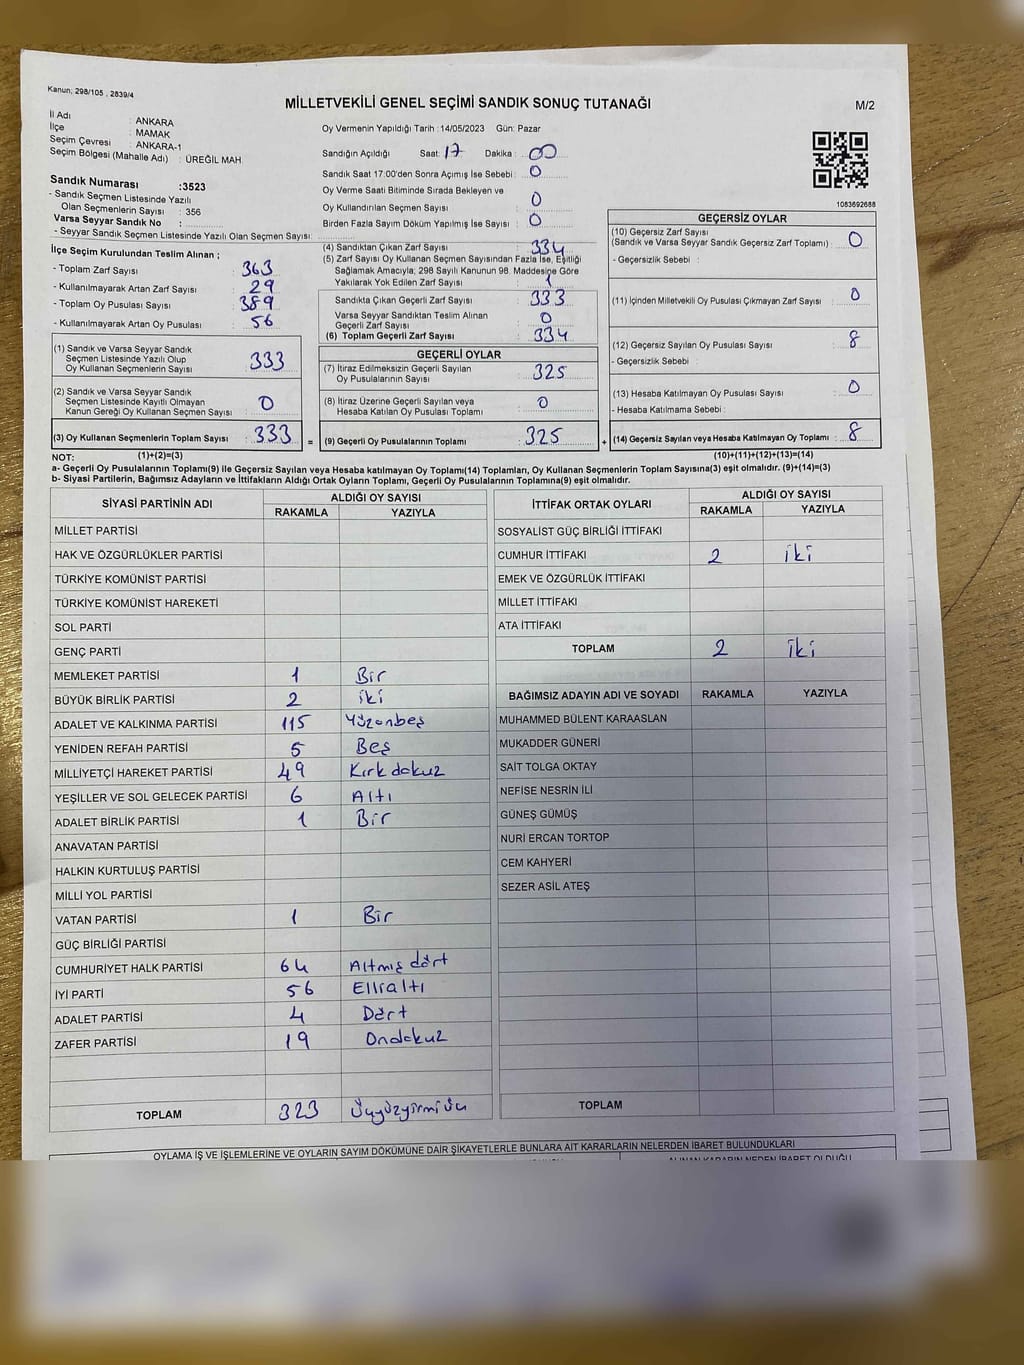 Kanun; 298/105 , 2839/4
MİLLETVEKİLİ GENEL SEÇİMİ SANDIK SONUÇ TUTANAĞI
M/2
İl Adı : ANKARA
İlçe : MAMAK
Seçim Çevresi : ANKARA-1
Seçim Bölgesi (Mahalle Adı) : ÜREĞİL MAH
Sandık Numarası :3523
- Sandık Seçmen Listesinde Yazılı
Olan Seçmenlerin Sayısı : 356
Varsa Seyyar Sandık No :
- Seyyar Sandık Seçmen Listesinde Yazılı Olan Seçmen Sayısı:
İlçe Seçim Kurulundan Teslim Alınan ;
- Toplam Zarf Sayısı : 363
- Kullanılmayarak Artan Zarf Sayısı : 29
- Toplam Oy Pusulası Sayısı : 389
- Kullanılmayarak Artan Oy Pusulası : 56
(1) Sandık ve Varsa Seyyar Sandık
Seçmen Listesinde Yazılı Olup
Oy Kullanan Seçmenlerin Sayısı : 333
(2) Sandık ve Varsa Seyyar Sandık
Seçmen Listesinde Kayıtlı Olmayan
Kanun Gereği Oy Kullanan Seçmen Sayısı : 0
(3) Oy Kullanan Seçmenlerin Toplam Sayısı : 333 =
Oy Vermenin Yapıldığı Tarih :14/05/2023 Gün: Pazar
Sandığın Açıldığı Saat: 17 Dakika : 00
Sandık Saat 17:00'den Sonra Açımış İse Sebebi : 0
Oy Verme Saati Bitiminde Sırada Bekleyen ve
Oy Kullandırılan Seçmen Sayısı : 0
Birden Fazla Sayım Döküm Yapılmış İse Sayısı : 0
(4) Sandıktan Çıkan Zarf Sayısı : 334
(5) Zarf Sayısı Oy Kullanan Seçmen Sayısından Fazla İse, Eşitliği
Sağlamak Amacıyla; 298 Sayılı Kanunun 98. Maddesine Göre
Yakılarak Yok Edilen Zarf Sayısı : 1
Sandıkta Çıkan Geçerli Zarf Sayısı : 333
Varsa Seyyar Sandıktan Teslim Alınan
Geçerli Zarf Sayısı : 0
(6) Toplam Geçerli Zarf Sayısı : 334
GEÇERLİ OYLAR
(7) İtiraz Edilmeksizin Geçerli Sayılan
Oy Pusulalarının Sayısı : 325
(8) İtiraz Üzerine Geçerli Sayılan veya
Hesaba Katılan Oy Pusulası Toplamı : 0
(9) Geçerli Oy Pusulalarının Toplamı : 325 +
1083692688
GEÇERSİZ OYLAR
(10) Geçersiz Zarf Sayısı
(Sandık ve Varsa Seyyar Sandık Geçersiz Zarf Toplamı) : 0
- Geçersizlik Sebebi :
(11) İçinden Milletvekili Oy Pusulası Çıkmayan Zarf Sayısı : 0
(12) Geçersiz Sayılan Oy Pusulası Sayısı : 8
- Geçersizlik Sebebi :
(13) Hesaba Katılmayan Oy Pusulası Sayısı : 0
- Hesaba Katılmama Sebebi :
(14) Geçersiz Sayılan veya Hesaba Katılmayan Oy Toplamı : 8
NOT: (1)+(2)=(3) (10)+(11)+(12)+(13)=(14)
a- Geçerli Oy Pusulalarının Toplamı(9) ile Geçersiz Sayılan veya Hesaba katılmayan Oy Toplamı(14) Toplamları, Oy Kullanan Seçmenlerin Toplam Sayısına(3) eşit olmalıdır. (9)+(14)=(3)
b- Siyasi Partilerin, Bağımsız Adayların ve İttifakların Aldığı Ortak Oyların Toplamı, Geçerli Oy Pusulalarının Toplamına(9) eşit olmalıdır.
SİYASİ PARTİNİN ADI ALDIĞI OY SAYISI
RAKAMLA YAZIYLA
MİLLET PARTİSİ
HAK VE ÖZGÜRLÜKLER PARTİSİ
TÜRKİYE KOMÜNİST PARTİSİ
TÜRKİYE KOMÜNİST HAREKETİ
SOL PARTİ
GENÇ PARTİ
MEMLEKET PARTİSİ 1 Bir
BÜYÜK BİRLİK PARTİSİ 2 iki
ADALET VE KALKINMA PARTİSİ 115 Yüzonbeş
YENİDEN REFAH PARTİSİ 5 Beş
MİLLİYETÇİ HAREKET PARTİSİ 49 Kırkdokuz
YEŞİLLER VE SOL GELECEK PARTİSİ 6 Altı
ADALET BİRLİK PARTİSİ 1 Bir
ANAVATAN PARTİSİ
HALKIN KURTULUŞ PARTİSİ
MİLLİ YOL PARTİSİ
VATAN PARTİSİ 1 Bir
GÜÇ BİRLİĞİ PARTİSİ
CUMHURİYET HALK PARTİSİ 64 Altmış dört
İYİ PARTİ 56 Ellialtı
ADALET PARTİSİ 4 Dört
ZAFER PARTİSİ 19 Ondokuz
TOPLAM 323 Üçyüzyirmiüç
İTTİFAK ORTAK OYLARI ALDIĞI OY SAYISI
RAKAMLA YAZIYLA
SOSYALİST GÜÇ BİRLİĞİ İTTİFAKI
CUMHUR İTTİFAKI 2 iki
EMEK VE ÖZGÜRLÜK İTTİFAKI
MİLLET İTTİFAKI
ATA İTTİFAKI
TOPLAM 2 iki
BAĞIMSIZ ADAYIN ADI VE SOYADI RAKAMLA YAZIYLA
MUHAMMED BÜLENT KARAASLAN
MUKADDER GÜNERİ
SAİT TOLGA OKTAY
NEFİSE NESRİN İLİ
GÜNEŞ GÜMÜŞ
NURİ ERCAN TORTOP
CEM KAHYERİ
SEZER ASİL ATEŞ
TOPLAM
OYLAMA İŞ VE İŞLEMLERİNE VE OYLARIN SAYIM DÖKÜMÜNE DAİR ŞİKAYETLERLE BUNLARA AİT KARARLARIN NELERDEN İBARET BULUNDUKLARI